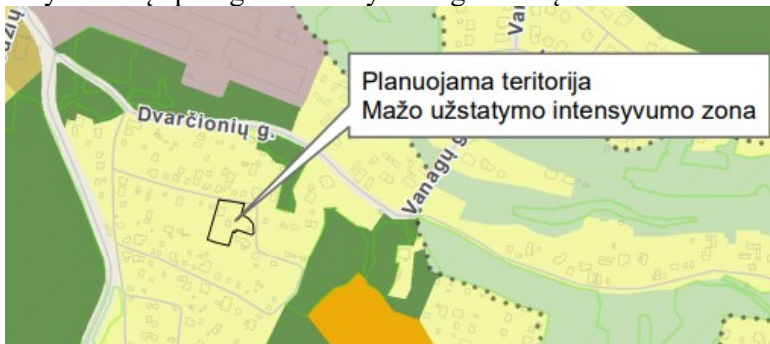 Planuojama teritorija
Mažo užstatymo intensyvumo zona
Dvarčionių g.
Vanagų g.